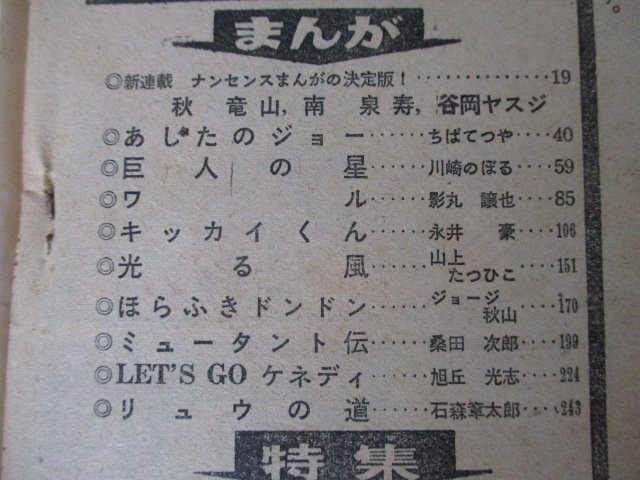 まんが
◎新連載 ナンセンスまんがの決定版!・・・・・・・・・・・・・・19
秋 竜山, 南 泉寿, 谷岡ヤスジ
◎あしたのジョー・・・・・ちばてつや・・・・・40
◎巨人の星・・・・・川崎のぼる・・・・・59
◎ワル・・・・・影丸 譲也・・・・・85
◎キッカイくん・・・・・永井 豪・・・・・106
◎光る風・・・・・山上たつひこ・・・・・151
◎ほらふきドンドン・・・・・ジョージ秋山・・・・・170
◎ミュータント伝・・・・・桑田 次郎・・・・・199
◎LET'S GO ケネディ・・・・・旭丘 光志・・・・・224
◎リュウの道・・・・・石森章太郎・・・・・243
特集